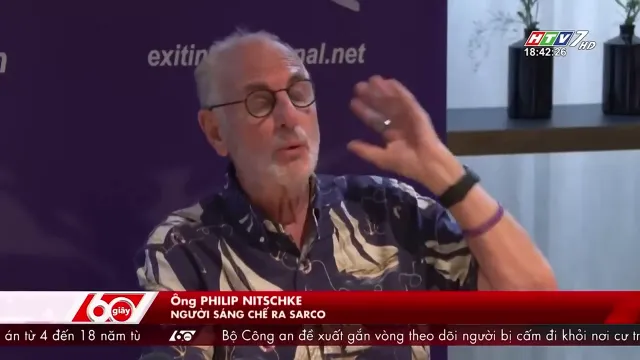 exitin nal.net
HTV7 HD
18:42:26
60 giây
Ông PHILIP NITSCHKE
NGƯỜI SÁNG CHẾ RA SARCO
án từ 4 đến 18 năm tù
Bộ Công an đề xuất gắn vòng theo dõi người bị cấm đi khỏi nơi cư tr